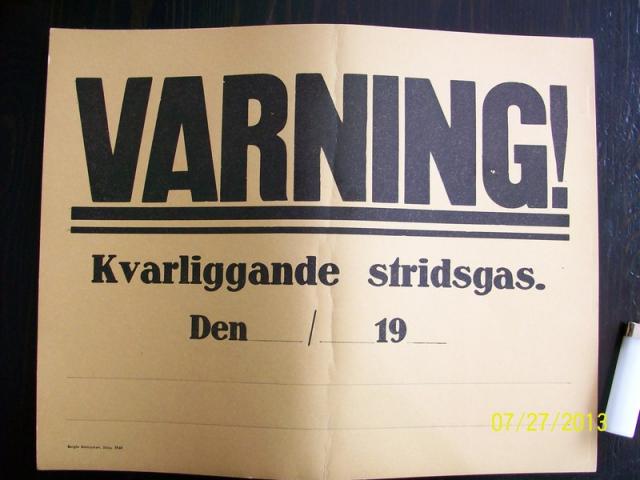 VARNING!
Kvarliggande stridsgas.
Den / 19
07/27/2013